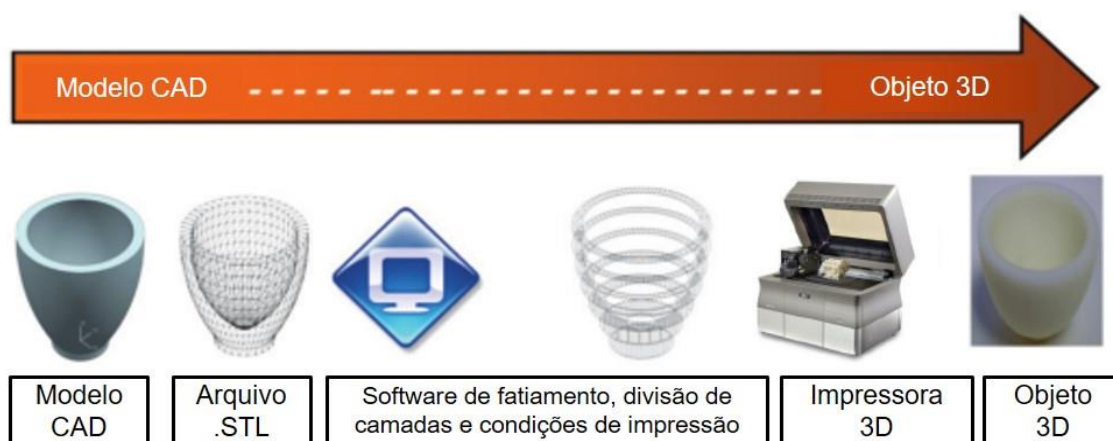 Modelo CAD
Objeto 3D
Modelo
CAD
Arquivo
.STL
Software de fatiamento, divisão de
camadas e condições de impressão
Impressora
3D
Objeto
3D